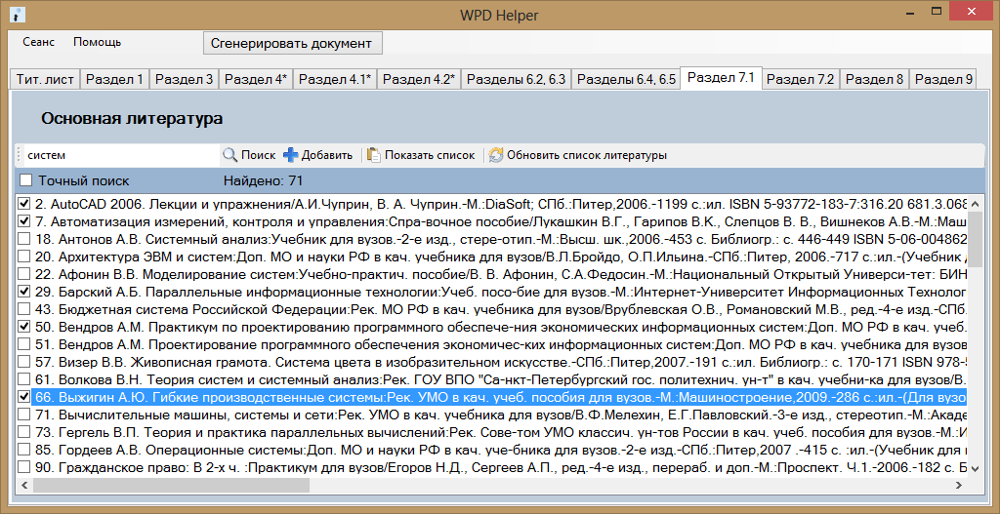 WPD Helper
Сеанс Помощь Сгенерировать документ
Тит. лист Раздел 1 Раздел 3 Раздел 4* Раздел 4.1* Раздел 4.2* Разделы 6.2, 6.3 Разделы 6.4, 6.5 Раздел 7.1 Раздел 7.2 Раздел 8 Раздел 9
Основная литература
систем Поиск Добавить Показать список Обновить список литературы
Точный поиск Найдено: 71
2. AutoCAD 2006. Лекции и упражнения/А.И.Чуприн, В. А. Чуприн.-М.:DiaSoft; СПб.:Питер,2006.-1199 с.:ил. ISBN 5-93772-183-7:316.20 681.3.068
7. Автоматизация измерений, контроля и управления:Спра-вочное пособие/Лукашкин В.Г., Гарипов В.К., Слепцов В. В., Вишнеков А.В.-М.:Маш
18. Антонов А.В. Системный анализ:Учебник для вузов.-2-е изд., стере-отип.-М.:Высш. шк.,2006.-453 с. Библиогр.: с. 446-449 ISBN 5-06-004862
20. Архитектура ЭВМ и систем:Доп. МО и науки РФ в кач. учебника для вузов/В.Л.Бройдо, О.П.Ильина.-СПб.:Питер, 2006.-717 с.:ил.-(Учебник
22. Афонин В.В. Моделирование систем:Учебно-практич. пособие/В. В. Афонин, С.А.Федосин.-М.:Национальный Открытый Универси-тет: БИН
29. Барский А.Б. Параллельные информационные технологии:Учеб. посо-бие для вузов.-М.:Интернет-Университет Информационных Технолог
43. Бюджетная система Российской Федерации:Рек. МО РФ в кач. учебника для вузов/Врублевская О.В., Романовский М.В., ред.-4-е изд.-СПб.
50. Вендров А.М. Практикум по проектированию программного обеспече-ния экономических информационных систем:Доп. МО РФ в кач. учеб.
51. Вендров А.М. Проектирование программного обеспечения экономичес-ких информационных систем:Доп. МО РФ в кач. учебника для вузо
57. Визер В.В. Живописная грамота. Система цвета в изобразительном искусстве.-СПб.:Питер,2007.-191 с.:ил. Библиогр.: с. 170-171 ISBN 978-5
61. Волкова В.Н. Теория систем и системный анализ:Рек. ГОУ ВПО "Са-нкт-Петербургский гос. политехнич. ун-т" в кач. учебни-ка для вузов/В.
66. Выжигин А.Ю. Гибкие производственные системы:Рек. УМО в кач. учеб. пособия для вузов.-М.:Машиностроение,2009.-286 с.:ил.-(Для вузо
71. Вычислительные машины, системы и сети:Рек. УМО в кач. учебника для вузов/В.Ф.Мелехин, Е.Г.Павловский.-3-е изд., стереотип.-М.:Акаде
73. Гергель В.П. Теория и практика параллельных вычислений:Рек. Сове-том УМО классич. ун-тов России в кач. учеб. пособия для вузов.-М.:И
85. Гордеев А.В. Операционные системы:Доп. МО и науки РФ в кач. уче-бника для вузов.-2-е изд.-СПб.:Питер,2007 .-415 с. :ил.-(Учебник для
90. Гражданское право: В 2-х ч. :Практикум для вузов/Егоров Н.Д., Сергеев А.П., ред.-4-е изд., перераб. и доп.-М.:Проспект. Ч.1.-2006.-182 с. Б